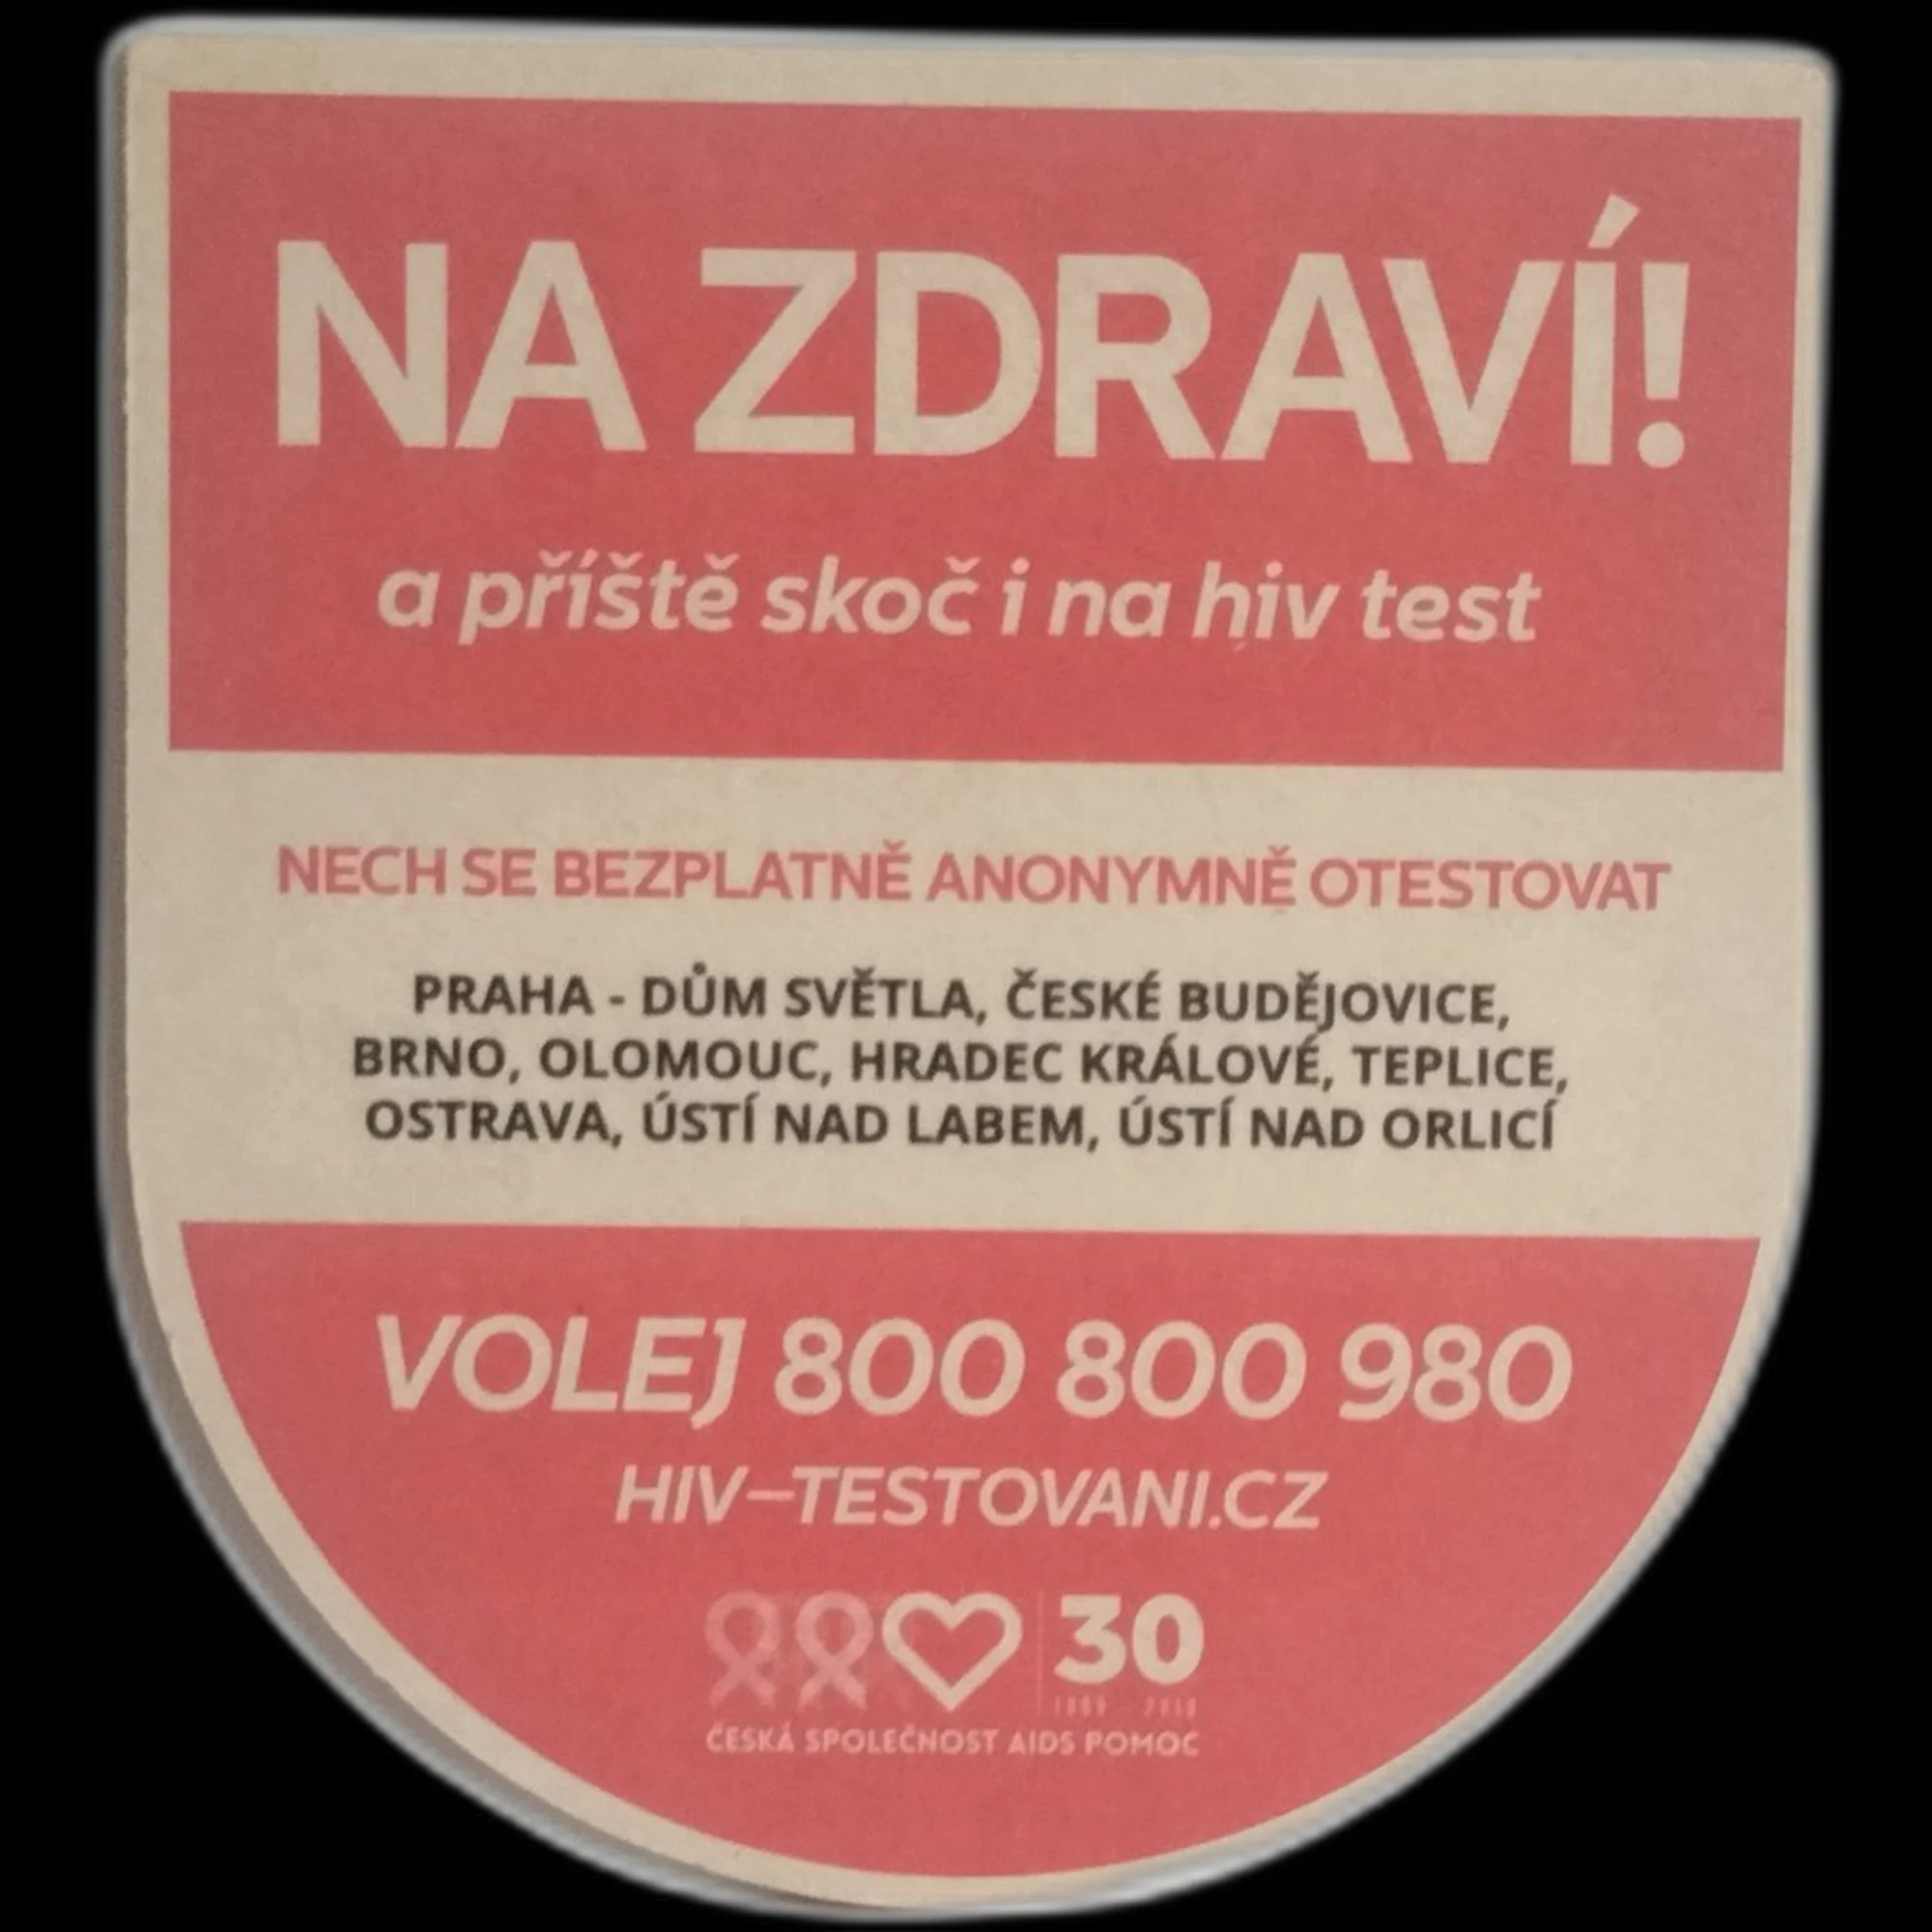 NA ZDRAVÍ!
a příště skoč i na hiv test
NECH SE BEZPLATNĚ ANONYMNĚ OTESTOVAT
PRAHA - DŮM SVĚTLA, ČESKÉ BUDĚJOVICE,
BRNO, OLOMOUC, HRADEC KRÁLOVÉ, TEPLICE,
OSTRAVA, ÚSTÍ NAD LABEM, ÚSTÍ NAD ORLICÍ
VOLEJ 800 800 980
HIV–TESTOVANI.CZ
30
ČESKÁ SPOLEČNOST AIDS POMOC